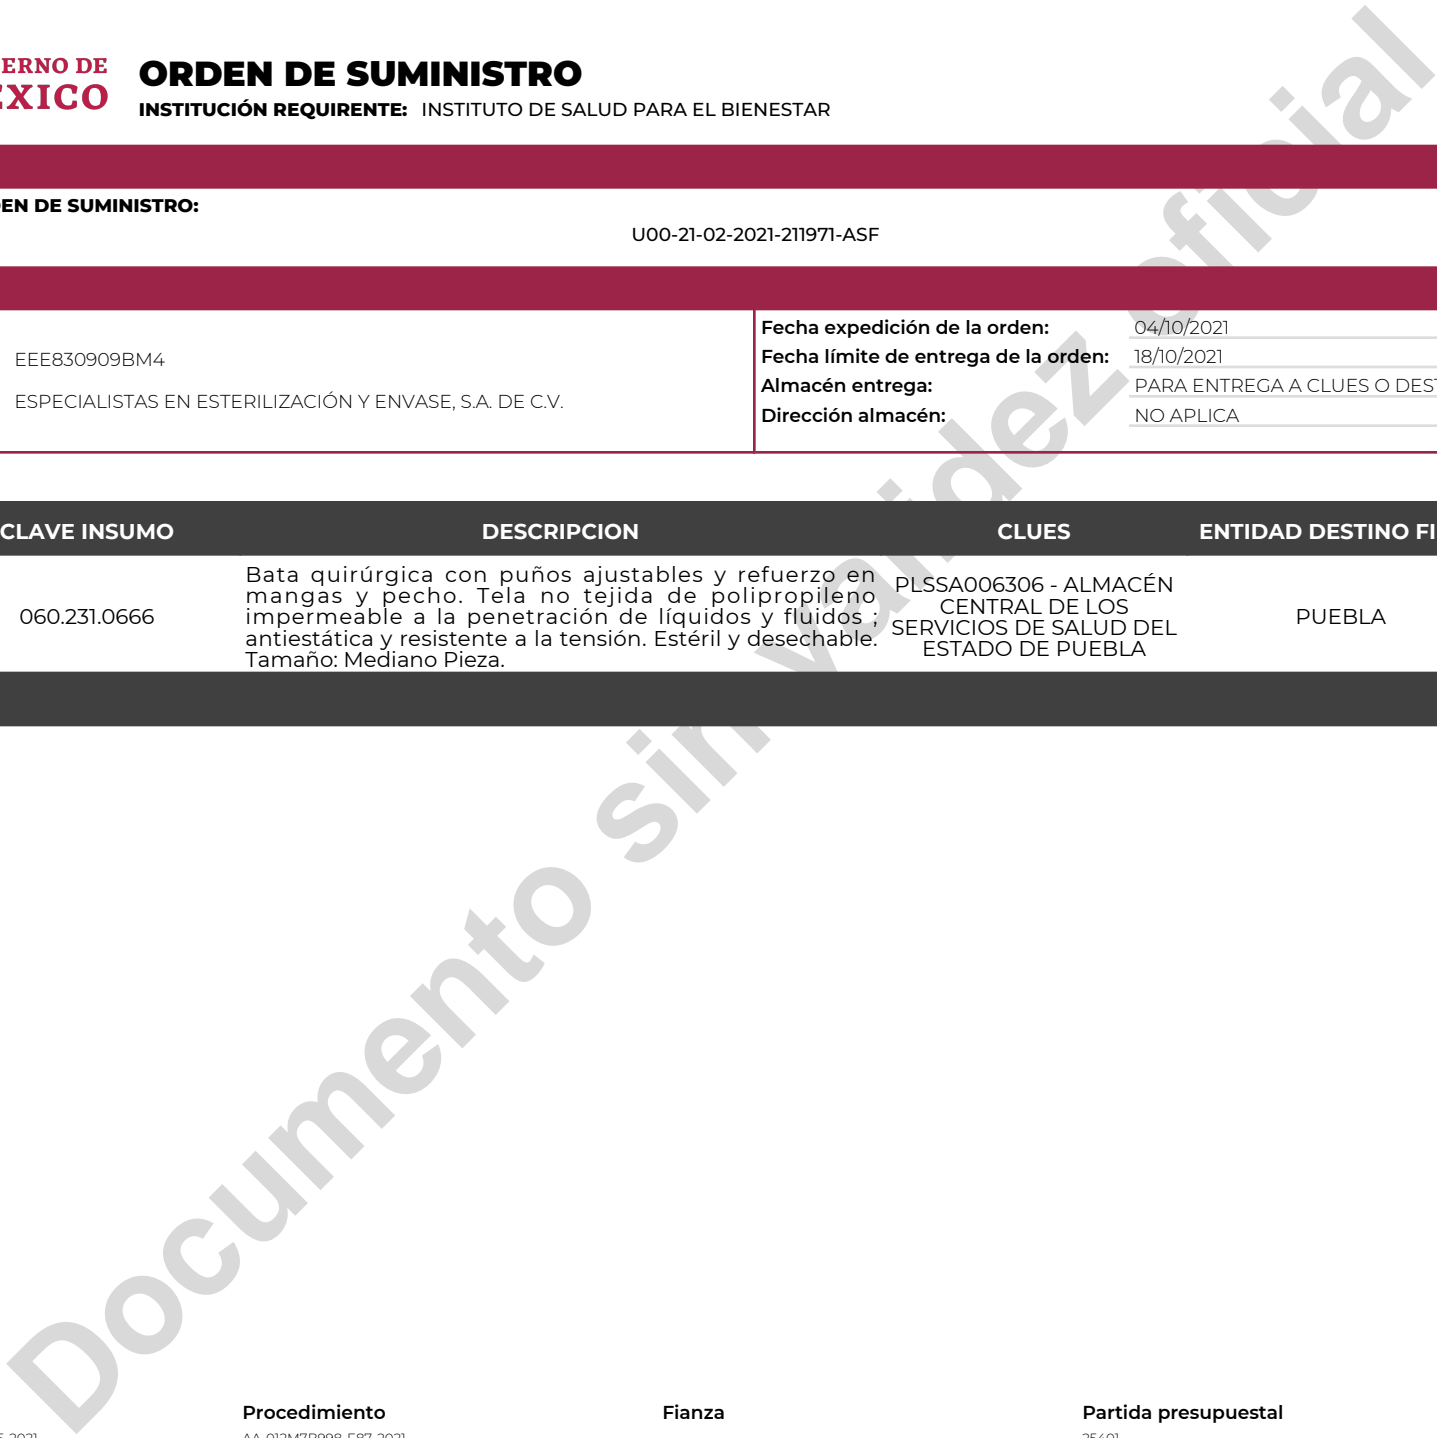 ERNO DE
EXICO
ORDEN DE SUMINISTRO
INSTITUCIÓN REQUIRENTE: INSTITUTO DE SALUD PARA EL BIENESTAR
EN DE SUMINISTRO:
U00-21-02-2021-211971-ASF
EEE830909BM4
ESPECIALISTAS EN ESTERILIZACIÓN Y ENVASE, S.A. DE C.V.
Fecha expedición de la orden: 04/10/2021
Fecha límite de entrega de la orden: 18/10/2021
Almacén entrega: PARA ENTREGA A CLUES O DEST
Dirección almacén: NO APLICA
CLAVE INSUMO DESCRIPCION CLUES ENTIDAD DESTINO FI
060.231.0666
Bata quirúrgica con puños ajustables y refuerzo en
mangas y pecho. Tela no tejida de polipropileno
impermeable a la penetración de líquidos y fluidos ;
antiestática y resistente a la tensión. Estéril y desechable.
Tamaño: Mediano Pieza.
PLSSA006306 - ALMACÉN
CENTRAL DE LOS
SERVICIOS DE SALUD DEL
ESTADO DE PUEBLA
PUEBLA
Documento sin validez oficial
Procedimiento Fianza Partida presupuestal